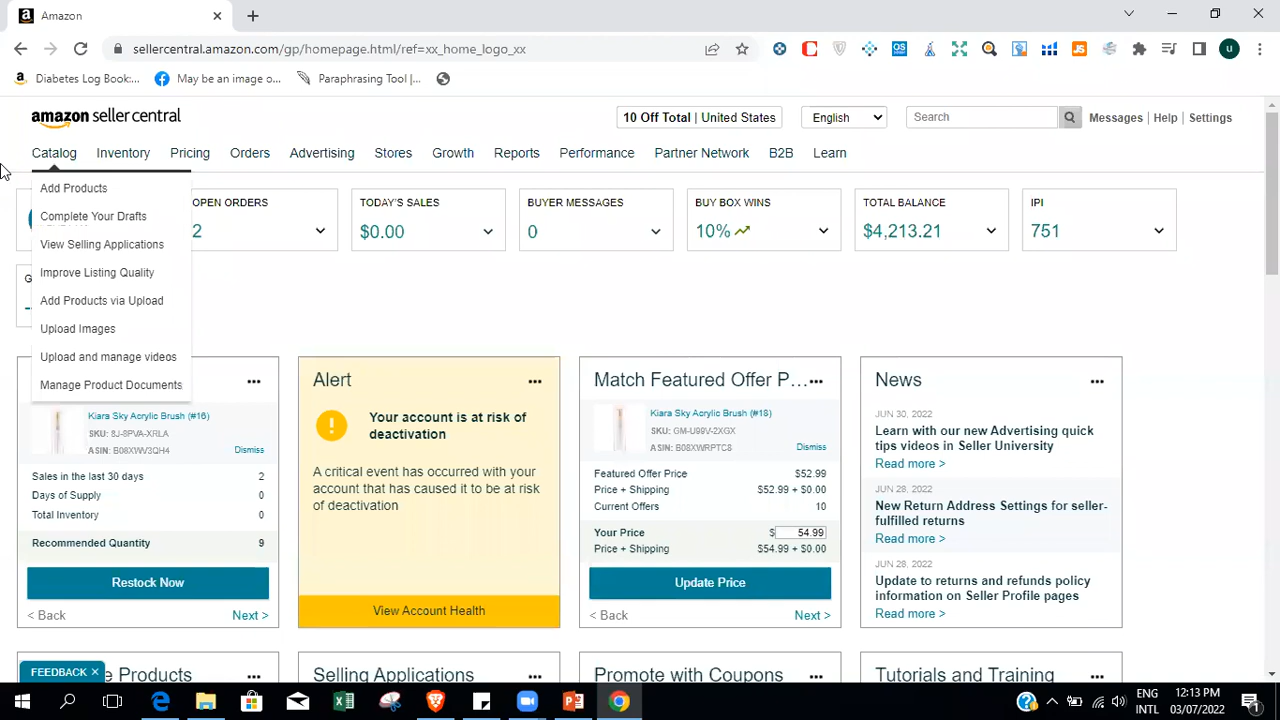 Amazon
sellercentral.amazon.com/gp/homepage.html/ref=xx_home_logo_xx
Diabetes Log Book:...
May be an image o...
Paraphrasing Tool |...
amazon seller central
10 Off Total | United States
English
Search
Messages | Help | Settings
Catalog Inventory Pricing Orders Advertising Stores Growth Reports Performance Partner Network B2B Learn
Add Products
Complete Your Drafts
View Selling Applications
Improve Listing Quality
Add Products via Upload
Upload Images
Upload and manage videos
Manage Product Documents
OPEN ORDERS
2
TODAY'S SALES
$0.00
BUYER MESSAGES
0
BUY BOX WINS
10%
TOTAL BALANCE
$4,213.21
IPI
751
G
--
Kiara Sky Acrylic Brush (#16)
SKU: 8J-8PVA-XRLA
ASIN: B08XWV3QH4
Dismiss
Sales in the last 30 days 2
Days of Supply 0
Total Inventory 0
Recommended Quantity 9
Restock Now
< Back Next >
Alert
Your account is at risk of
deactivation
A critical event has occurred with your
account that has caused it to be at risk
of deactivation
View Account Health
Match Featured Offer P...
Kiara Sky Acrylic Brush (#18)
SKU: GM-U99V-2XGX
ASIN: B08XWRPTC8
Dismiss
Featured Offer Price $52.99
Price + Shipping $52.99 + $0.00
Current Offers 10
Your Price $ 54.99
Price + Shipping $54.99 + $0.00
Update Price
< Back Next >
News
JUN 30, 2022
Learn with our new Advertising quick
tips videos in Seller University
Read more >
JUN 28, 2022
New Return Address Settings for seller-
fulfilled returns
Read more >
JUN 28, 2022
Update to returns and refunds policy
information on Seller Profile pages
Read more >
FEEDBACK ×
e Products
Selling Applications
Promote with Coupons
Tutorials and Training
ENG
INTL
12:13 PM
03/07/2022